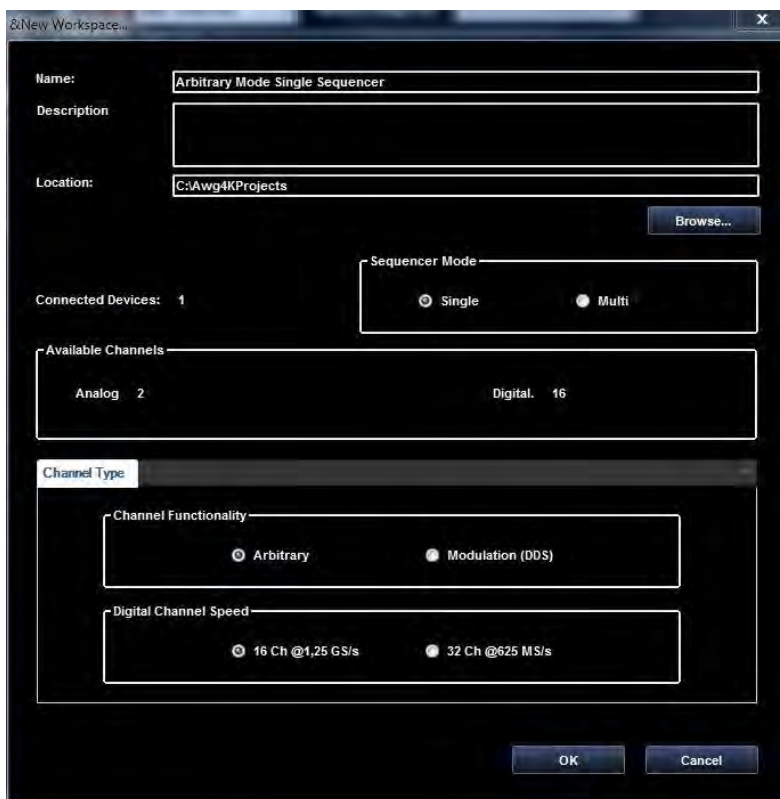 &New Workspace...
X
Name: Arbitrary Mode Single Sequencer
Description
Location: C:\Awg4KProjects
Browse...
Sequencer Mode
Connected Devices: 1
Single Multi
Available Channels
Analog 2 Digital. 16
Channel Type
Channel Functionality
Arbitrary Modulation (DDS)
Digital Channel Speed
16 Ch @1,25 GS/s 32 Ch @625 MS/s
OK Cancel